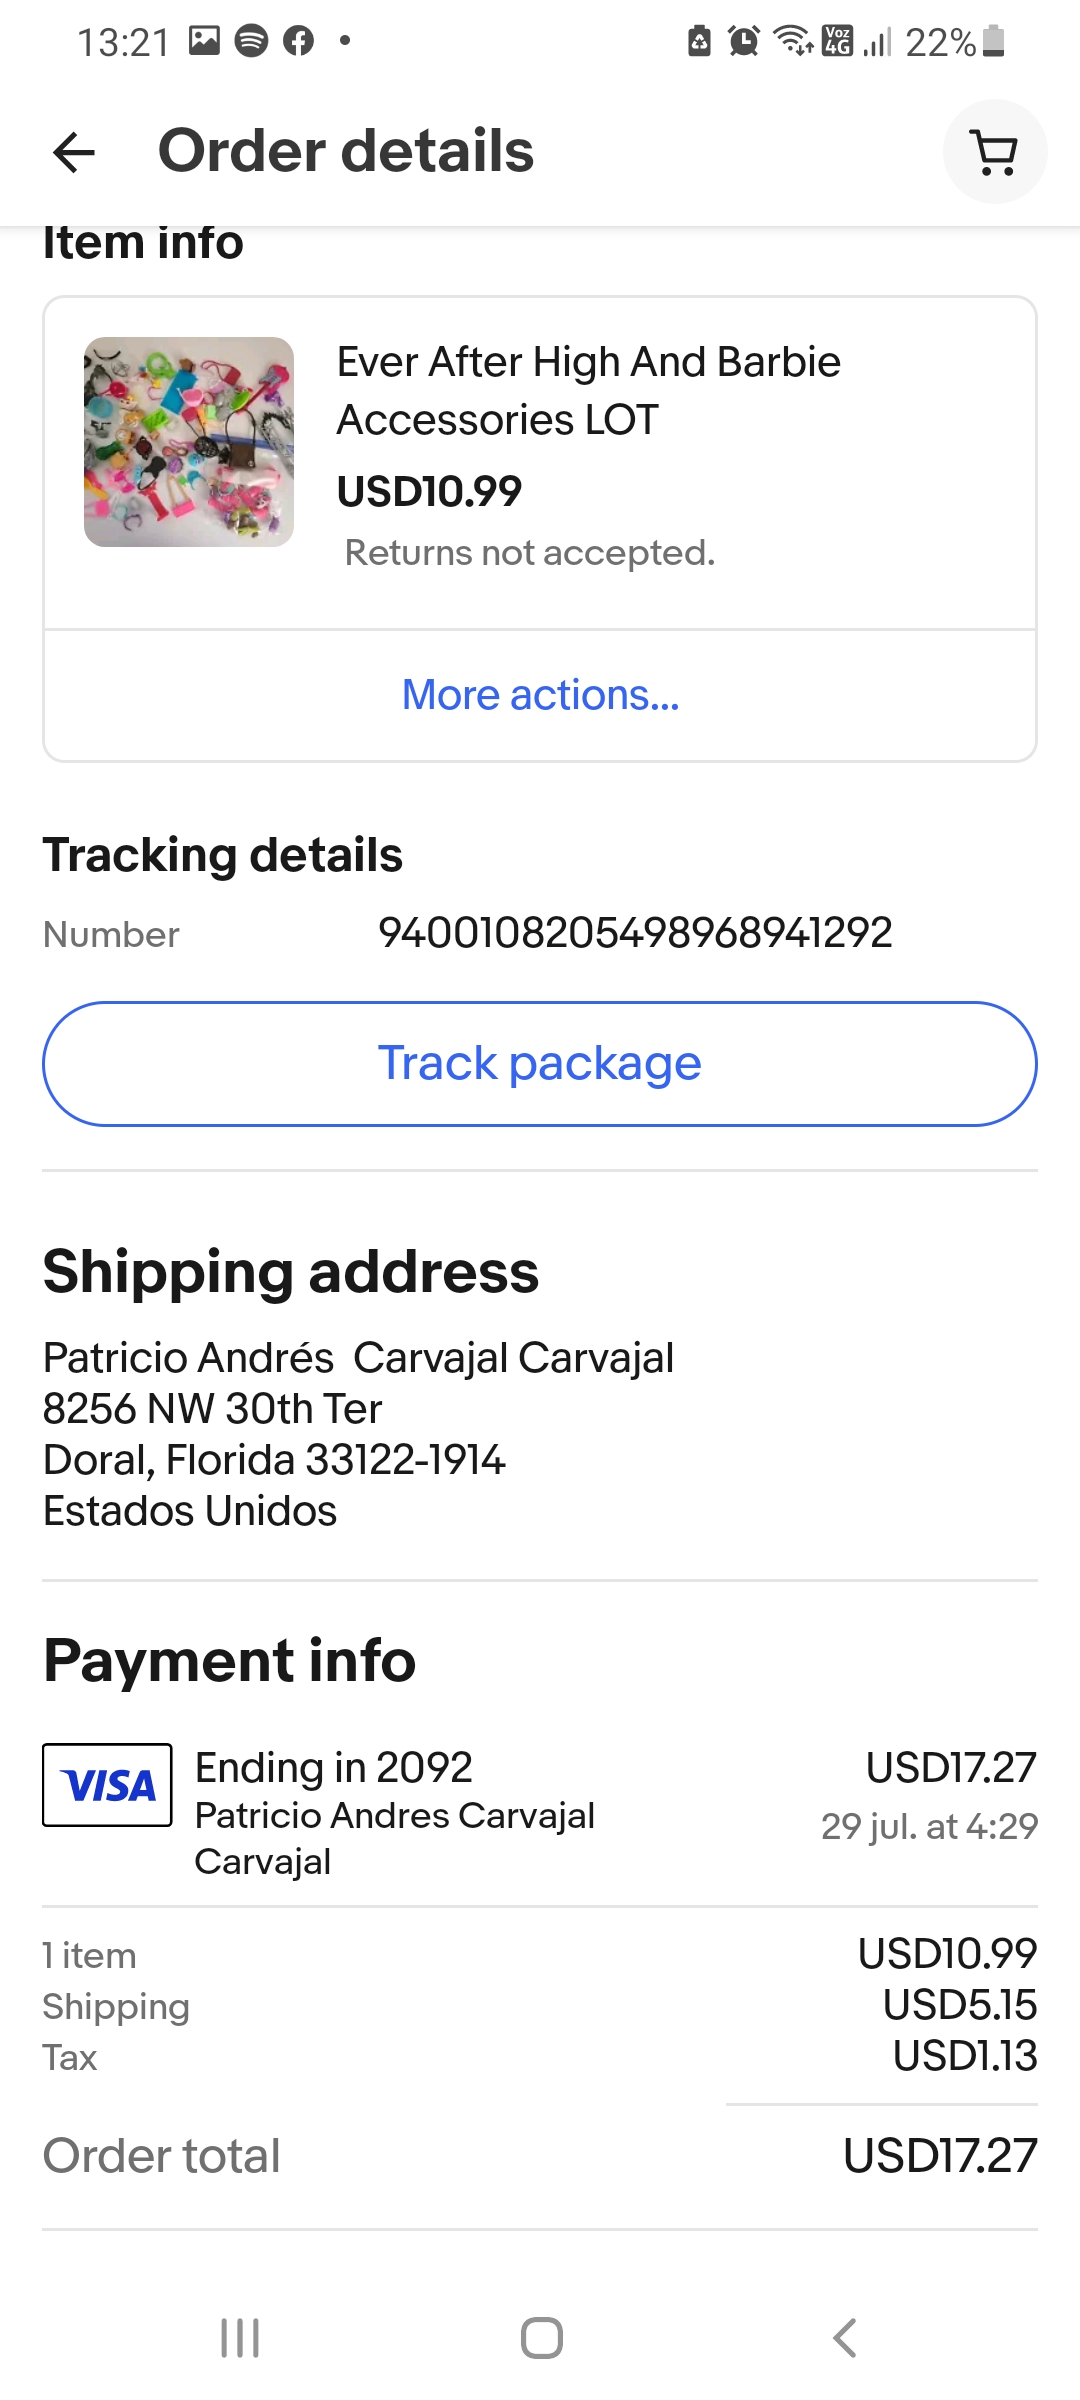 13:21
Voz
4G
22%
Order details
Item info
Ever After High And Barbie
Accessories LOT
USD10.99
Returns not accepted.
More actions...
Tracking details
Number 9400108205498968941292
Track package
Shipping address
Patricio Andrés  Carvajal Carvajal
8256 NW 30th Ter
Doral, Florida 33122-1914
Estados Unidos
Payment info
VISA
Ending in 2092 USD17.27
Patricio Andres Carvajal
Carvajal
29 jul. at 4:29
1 item USD10.99
Shipping USD5.15
Tax USD1.13
Order total USD17.27